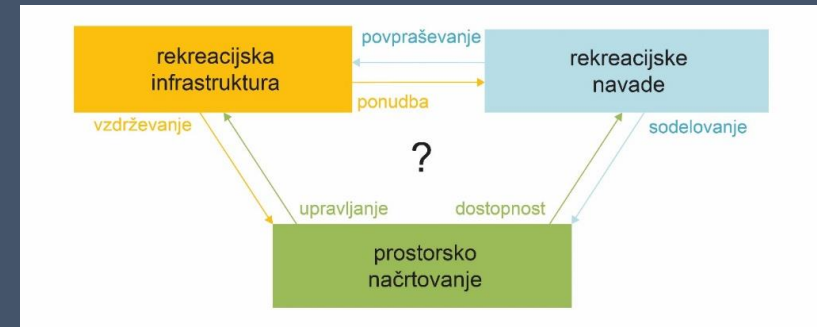 povpraševanje
rekreacijska
infrastruktura
rekreacijske
navade
ponudba
vzdrževanje
sodelovanje
?
upravljanje
dostopnost
prostorsko
načrtovanje